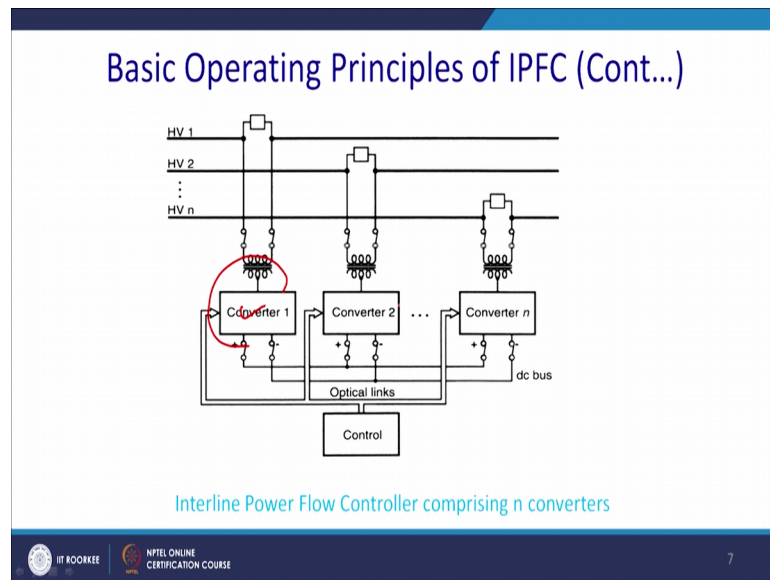 Basic Operating Principles of IPFC (Cont...)
HV 1
HV 2
HV n
Converter 1
Converter 2
...
Converter n
+
-
+
-
+
-
dc bus
Optical links
Control
Interline Power Flow Controller comprising n converters
IIT ROORKEE
NPTEL ONLINE
CERTIFICATION COURSE
7